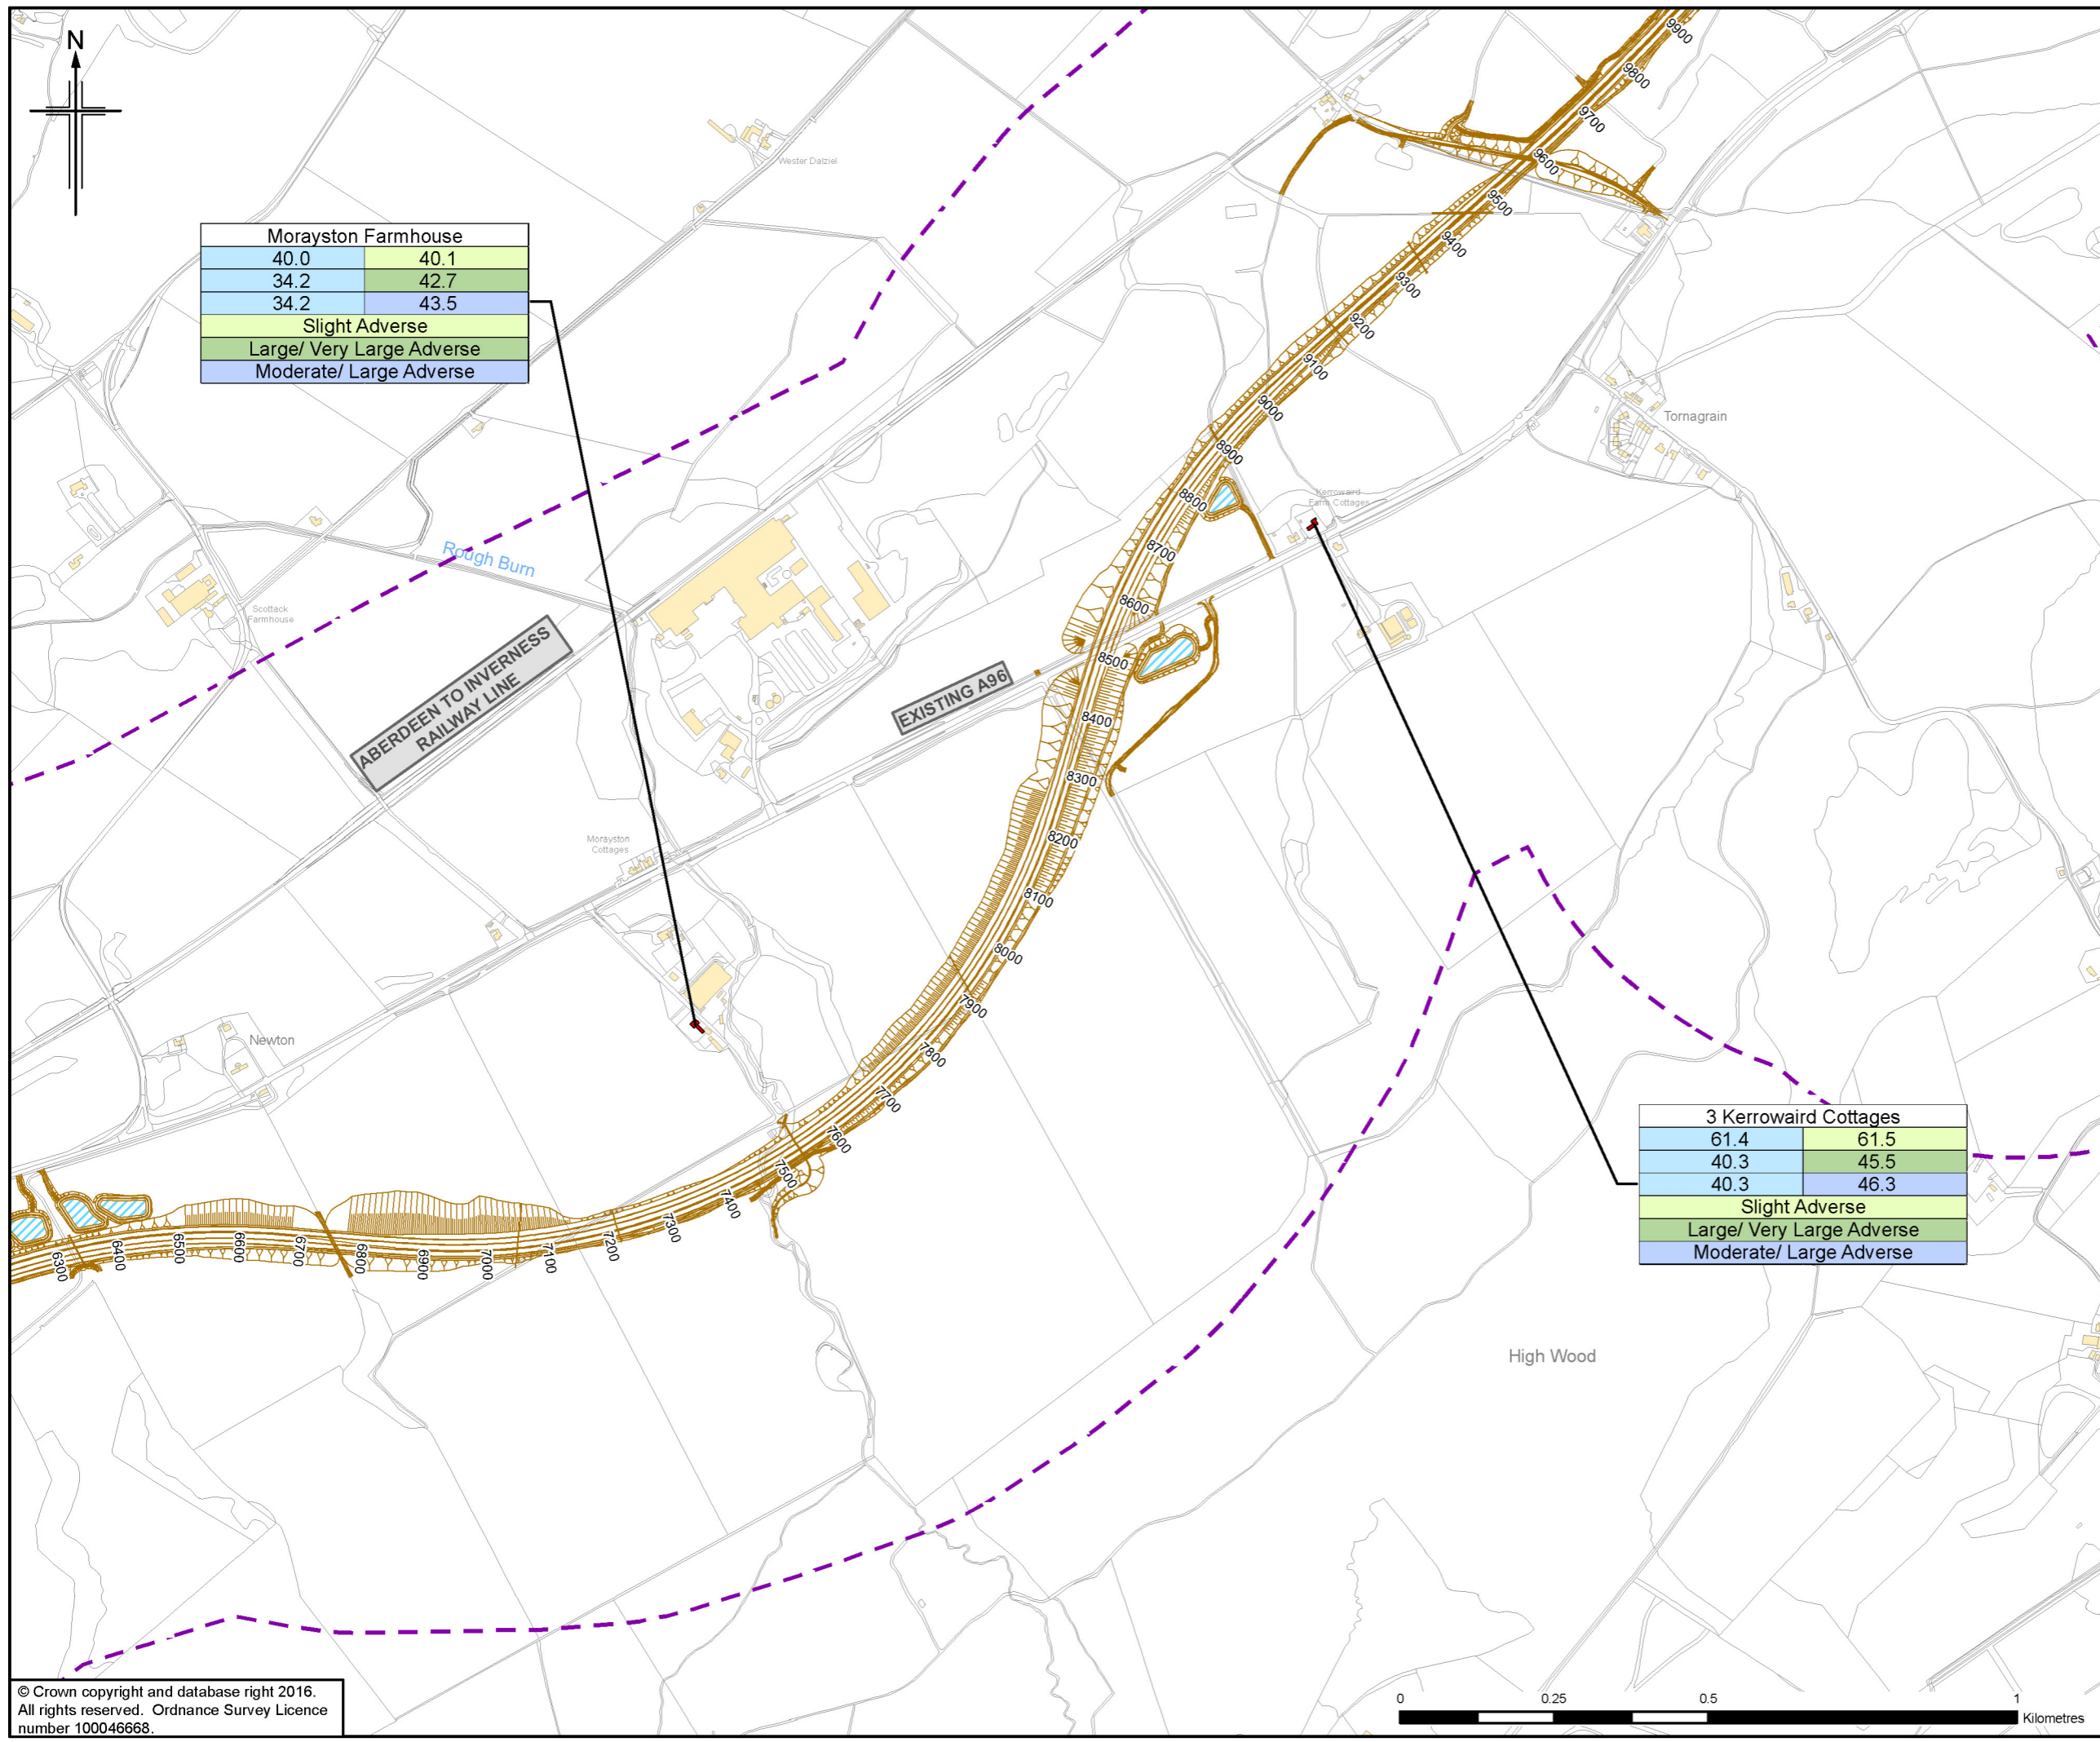 N
Wester Dalziel
Morayston Farmhouse
40.0 40.1
34.2 42.7
34.2 43.5
Slight Adverse
Large/ Very Large Adverse
Moderate/ Large Adverse
9900
9800
9700
9600
9500
9400
9300
9200
9100
9000
8900
8800
8700
8600
8500
8400
8300
8200
8100
8000
7900
7800
7700
7600
7500
7400
7300
7200
7100
7000
6900
6800
6700
6600
6500
6400
6300
Tornagrain
Kerrowaird
Farm Cottages
Rough Burn
Scottack
Farmhouse
ABERDEEN TO INVERNESS
RAILWAY LINE
EXISTING A96
Morayston
Cottages
Newton
3 Kerrowaird Cottages
61.4 61.5
40.3 45.5
40.3 46.3
Slight Adverse
Large/ Very Large Adverse
Moderate/ Large Adverse
High Wood
© Crown copyright and database right 2016.
All rights reserved. Ordnance Survey Licence
number 100046668.
0 0.25 0.5 1
Kilometres